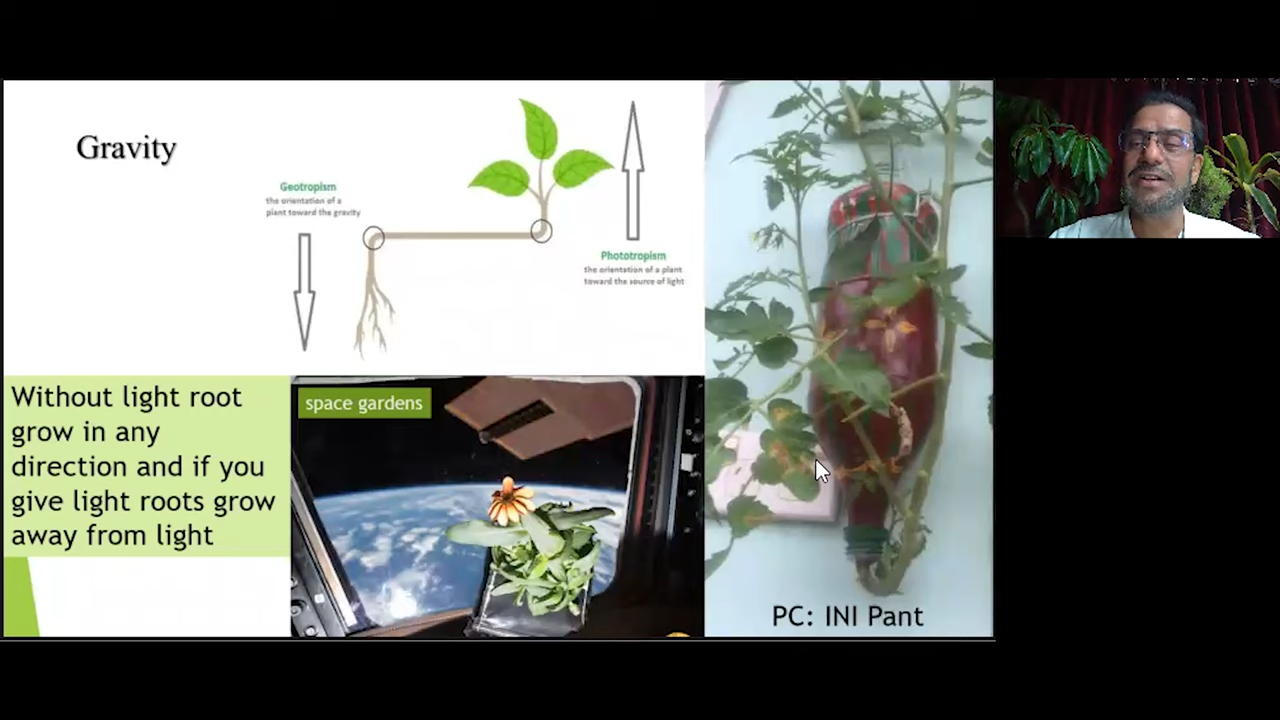 Gravity
Geotropism
the orientation of a
plant toward the gravity
Phototropism
the orientation of a plant
toward the source of light
Without light root
grow in any
direction and if you
give light roots grow
away from light
space gardens
PC: INI Pant